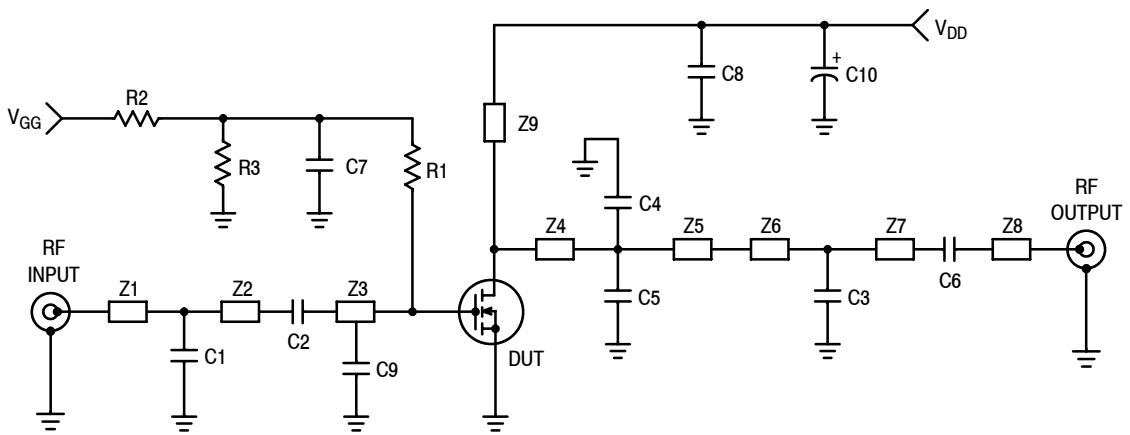 V_DD
C8
+
C10
V_GG
R2
Z9
R3
C7
R1
C4
RF
INPUT
RF
OUTPUT
Z4
Z5
Z6
Z7
Z8
C6
Z1
Z2
Z3
C5
C3
C1
C2
C9
DUT